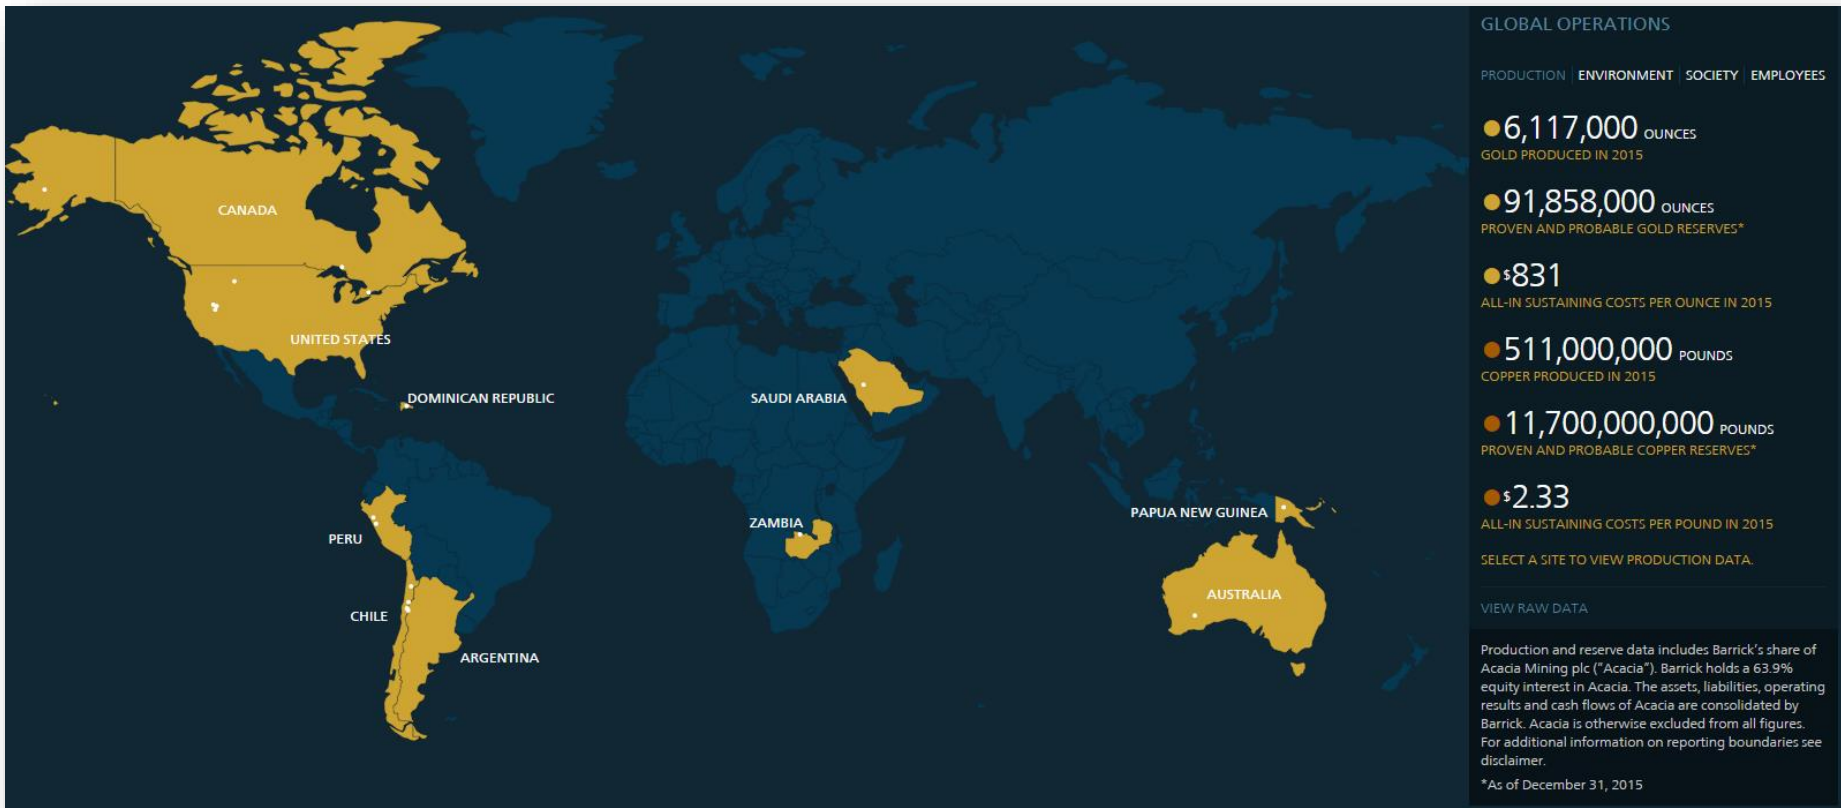 CANADA
UNITED STATES
DOMINICAN REPUBLIC
SAUDI ARABIA
PERU
ZAMBIA
PAPUA NEW GUINEA
CHILE
AUSTRALIA
ARGENTINA
GLOBAL OPERATIONS
PRODUCTION | ENVIRONMENT | SOCIETY | EMPLOYEES
6,117,000 OUNCES
GOLD PRODUCED IN 2015
91,858,000 OUNCES
PROVEN AND PROBABLE GOLD RESERVES*
$831
ALL-IN SUSTAINING COSTS PER OUNCE IN 2015
511,000,000 POUNDS
COPPER PRODUCED IN 2015
11,700,000,000 POUNDS
PROVEN AND PROBABLE COPPER RESERVES*
$2.33
ALL-IN SUSTAINING COSTS PER POUND IN 2015
SELECT A SITE TO VIEW PRODUCTION DATA.
VIEW RAW DATA
Production and reserve data includes Barrick's share of
Acacia Mining plc ("Acacia"). Barrick holds a 63.9%
equity interest in Acacia. The assets, liabilities, operating
results and cash flows of Acacia are consolidated by
Barrick. Acacia is otherwise excluded from all figures.
For additional information on reporting boundaries see
disclaimer.
*As of December 31, 2015